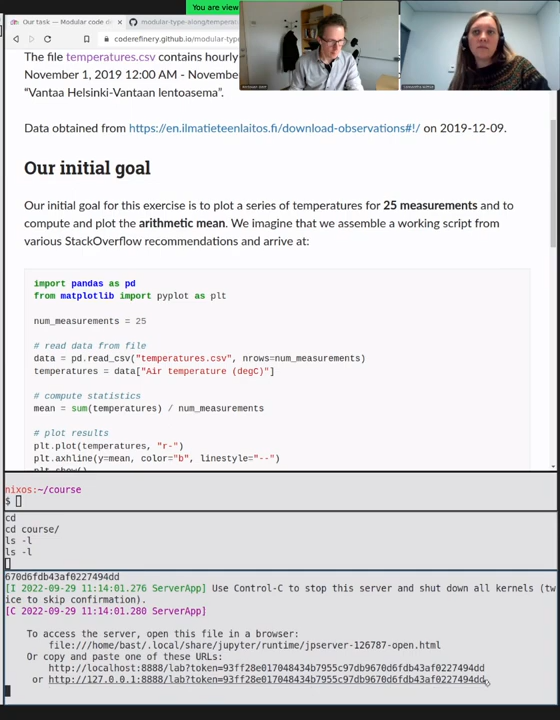 You are view
Our task — Modular code d
modular-type-along/temperat
coderefinery.github.io/modular-type
The file temperatures.csv contains hourly
November 1, 2019 12:00 AM - Novembe
"Vantaa Helsinki-Vantaan lentoasema".
Data obtained from https://en.ilmatieteenlaitos.fi/download-observations#!/ on 2019-12-09.
Our initial goal
Our initial goal for this exercise is to plot a series of temperatures for 25 measurements and to
compute and plot the arithmetic mean. We imagine that we assemble a working script from
various StackOverflow recommendations and arrive at:
import pandas as pd
from matplotlib import pyplot as plt
num_measurements = 25
# read data from file
data = pd.read_csv("temperatures.csv", nrows=num_measurements)
temperatures = data["Air temperature (degC)"]
# compute statistics
mean = sum(temperatures) / num_measurements
# plot results
plt.plot(temperatures, "r-")
plt.axhline(y=mean, color="b", linestyle="--")
plt.show()
nixos:~/course
$
cd
cd course/
ls -l
ls -l
670d6fdb43af0227494dd
[I 2022-09-29 11:14:01.276 ServerApp] Use Control-C to stop this server and shut down all kernels (tw
ice to skip confirmation).
[C 2022-09-29 11:14:01.280 ServerApp]
To access the server, open this file in a browser:
file:///home/bast/.local/share/jupyter/runtime/jpserver-126787-open.html
Or copy and paste one of these URLs:
http://localhost:8888/lab?token=93ff28e017048434b7955c97db9670d6fdb43af0227494dd
or http://127.0.0.1:8888/lab?token=93ff28e017048434b7955c97db9670d6fdb43af0227494dd